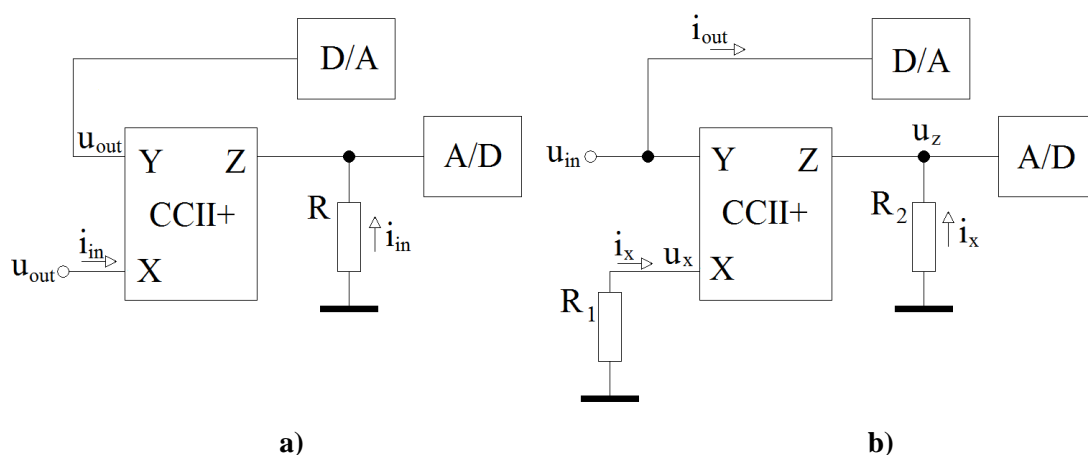 D/A
u_out
Y Z
CCII+
X
A/D
R
i_in
i_in
u_out
a)
i_out
D/A
u_in
Y Z
CCII+
X
u_z
A/D
R_2
i_x
i_x
u_x
R_1
b)